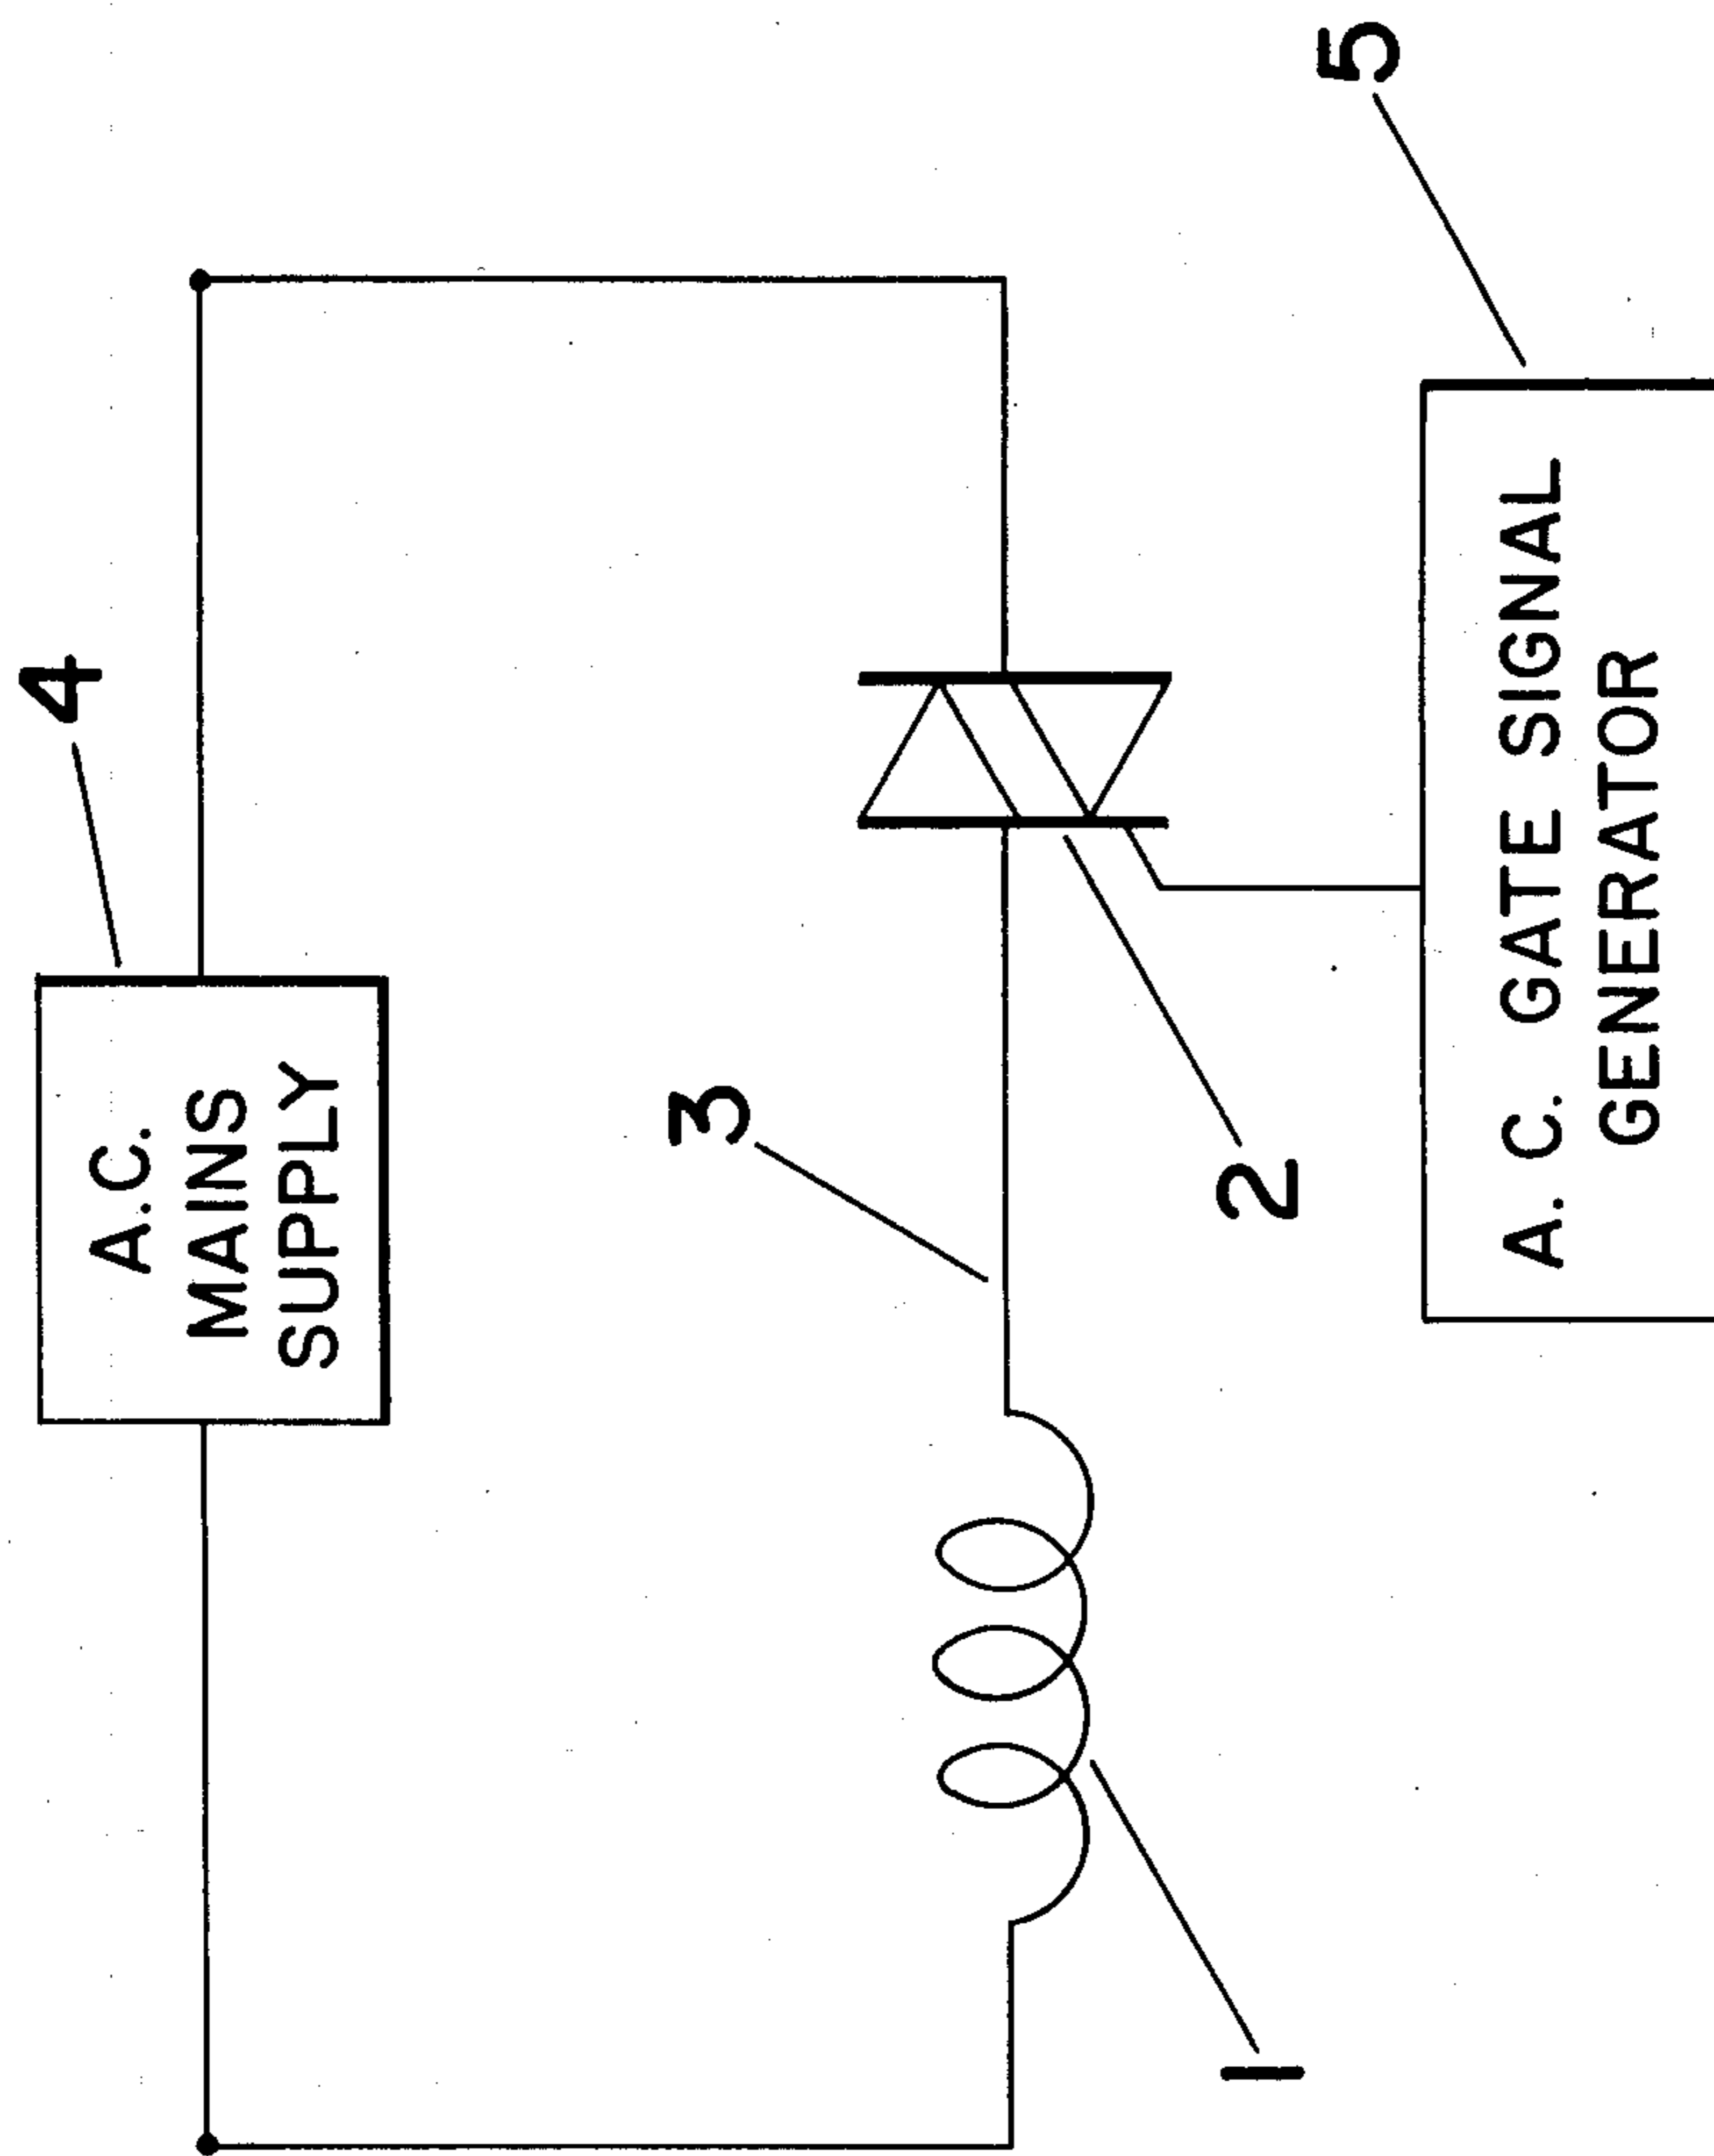 4
A.C.
MAINS
SUPPLY
3
2
1
5
A. C. GATE SIGNAL
GENERATOR